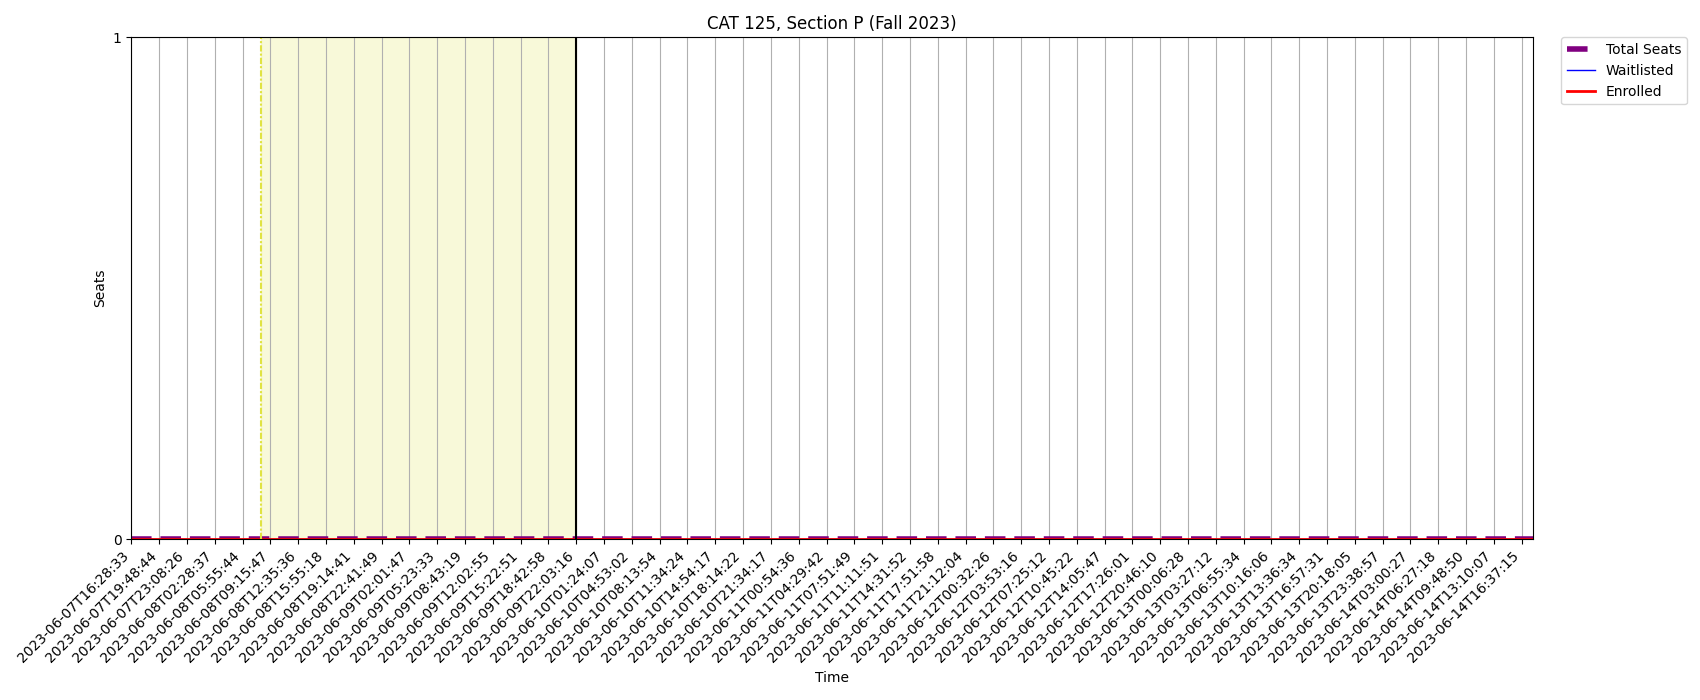 CAT 125, Section P (Fall 2023)
Total Seats
Waitlisted
Enrolled
Seats
1
0
2023-06-07T16:28:33
2023-06-07T19:48:44
2023-06-07T23:08:26
2023-06-08T02:28:37
2023-06-08T05:55:44
2023-06-08T09:15:47
2023-06-08T12:35:36
2023-06-08T15:55:18
2023-06-08T19:14:41
2023-06-08T22:41:49
2023-06-09T02:01:47
2023-06-09T05:23:33
2023-06-09T08:43:19
2023-06-09T12:02:55
2023-06-09T15:22:51
2023-06-09T18:42:58
2023-06-09T22:03:16
2023-06-10T01:24:07
2023-06-10T04:53:02
2023-06-10T08:13:54
2023-06-10T11:34:24
2023-06-10T14:54:17
2023-06-10T18:14:22
2023-06-10T21:34:17
2023-06-11T00:54:36
2023-06-11T04:29:42
2023-06-11T07:51:49
2023-06-11T11:11:51
2023-06-11T14:31:52
2023-06-11T17:51:58
2023-06-11T21:12:04
2023-06-12T00:32:26
2023-06-12T03:53:16
2023-06-12T07:25:12
2023-06-12T10:45:22
2023-06-12T14:05:47
2023-06-12T17:26:01
2023-06-12T20:46:10
2023-06-13T00:06:28
2023-06-13T03:27:12
2023-06-13T06:55:34
2023-06-13T10:16:06
2023-06-13T13:36:34
2023-06-13T16:57:31
2023-06-13T20:18:05
2023-06-13T23:38:57
2023-06-14T03:00:27
2023-06-14T06:27:18
2023-06-14T09:48:50
2023-06-14T13:10:07
2023-06-14T16:37:15
Time